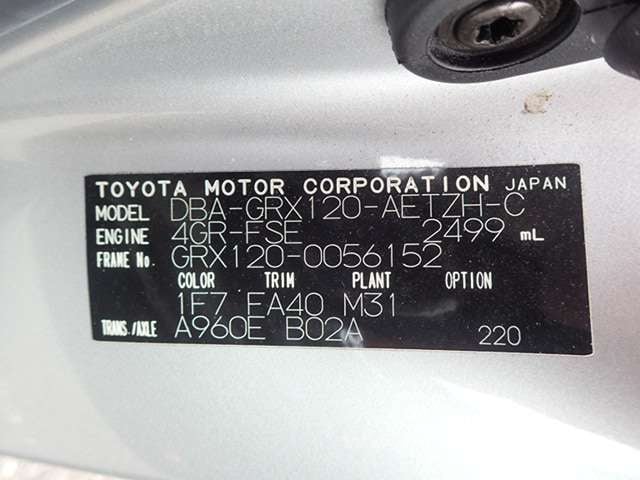 TOYOTA MOTOR CORPORATION JAPAN
MODEL DBA-GRX120-AETZH-C
ENGINE 4GR-FSE 2499 mL
FRAME No. GRX120-0056152
COLOR TRIM PLANT OPTION
1F7 EA40 M31
TRANS./AXLE A960E B02A 220